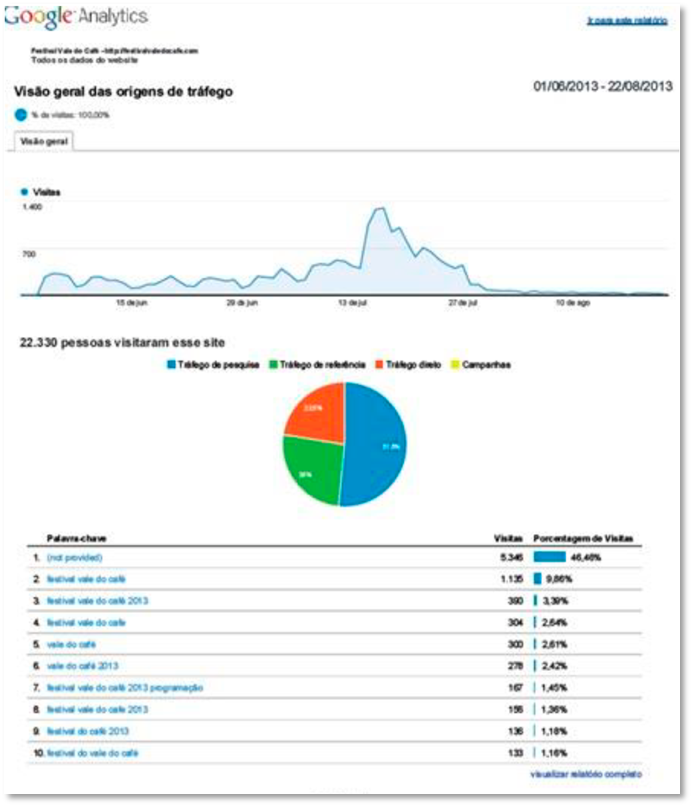 Google Analytics
Ir para este relatório
Festival Vale do Café - http://festivalvaledocafe.com
Todos os dados do website
Visão geral das origens de tráfego
01/06/2013 - 22/08/2013
% de visitas: 100,00%
Visão geral
Visitas
1.400
700
15 de jun 29 de jun 13 de jul 27 de jul 10 de ago
22.330 pessoas visitaram esse site
Tráfego de pesquisa Tráfego de referência Tráfego direto Campanhas
Palavra-chave Visitas Porcentagem de Visitas
1. (not provided) 5.346 46,46%
2. festival vale do café 1.135 9,86%
3. festival vale do café 2013 390 3,39%
4. festival vale do cafe 304 2,64%
5. vale do café 300 2,61%
6. vale do café 2013 278 2,42%
7. festival vale do café 2013 programação 167 1,45%
8. festival vale do cafe 2013 156 1,36%
9. festival do café 2013 136 1,18%
10. festival do vale do café 133 1,16%
visualizar relatório completo